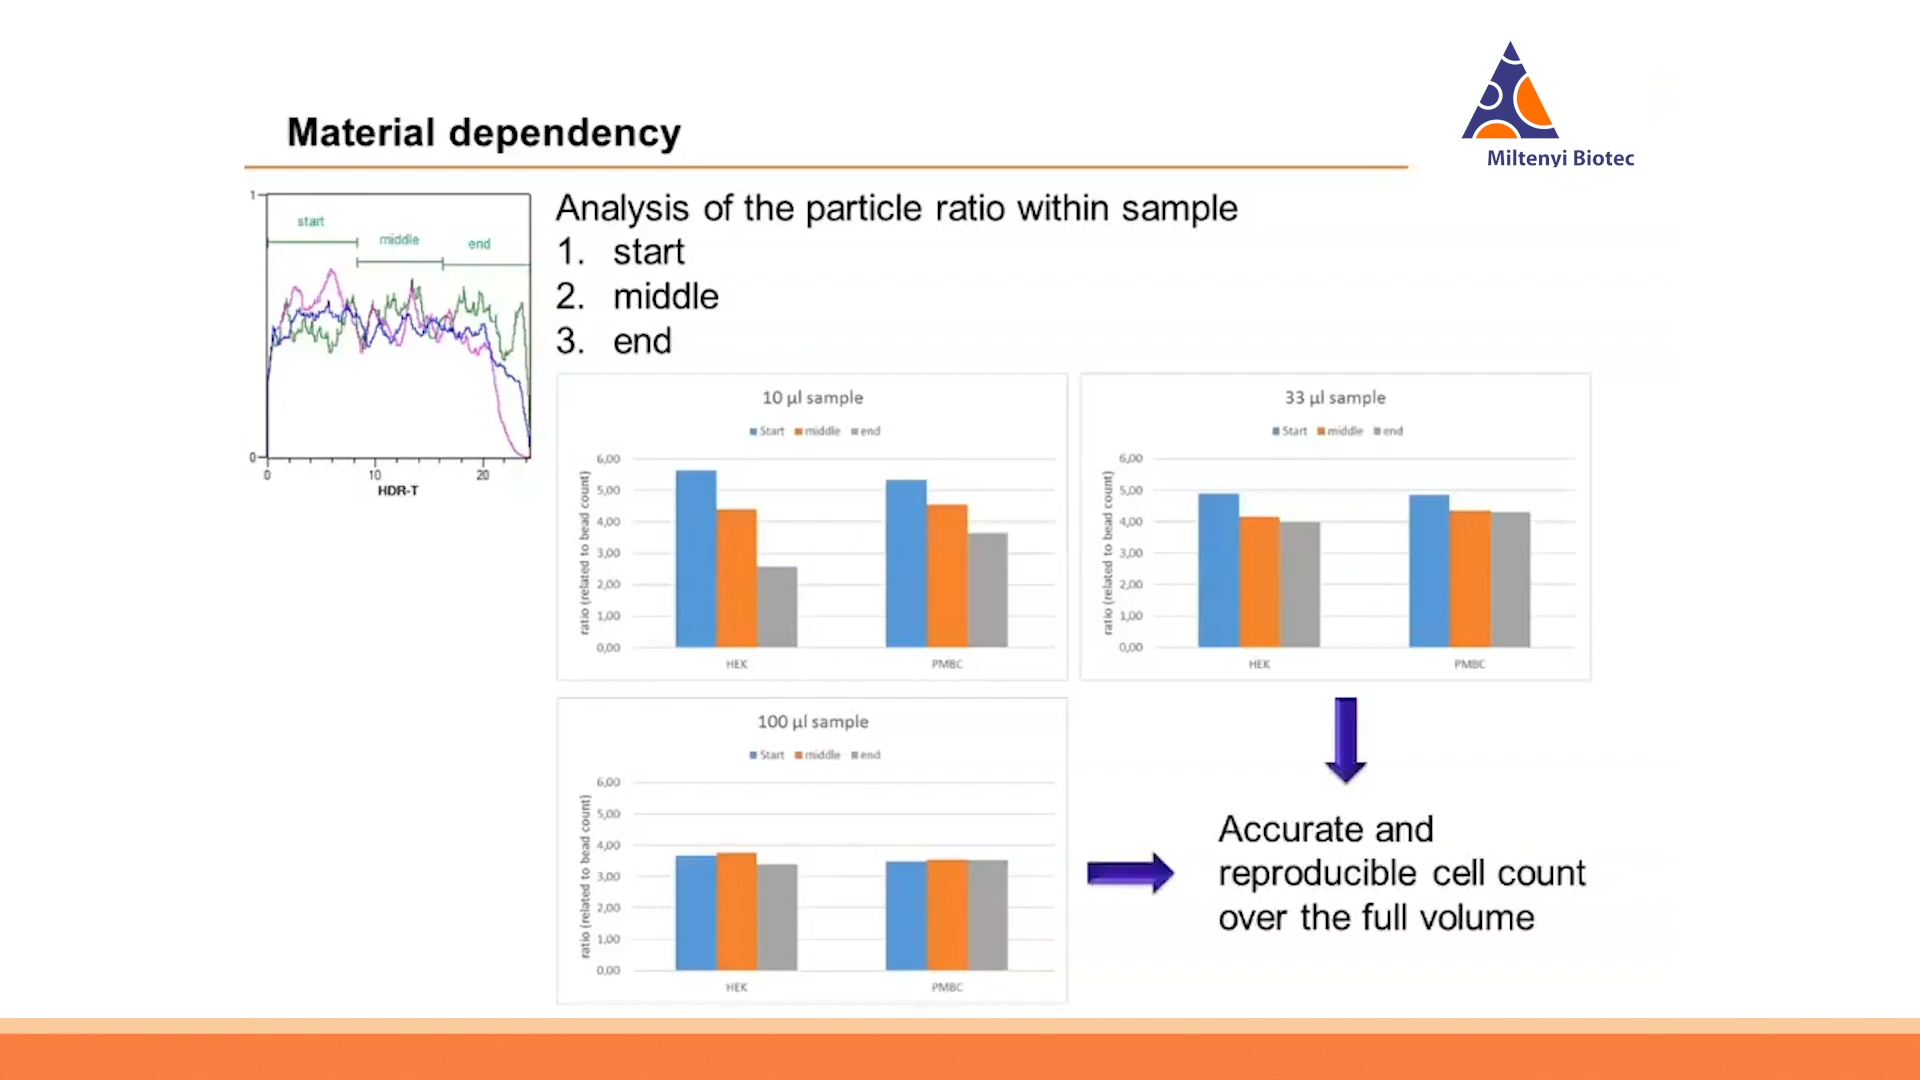 Miltenyi Biotec
Material dependency
1
start
middle
end
0
0 10 20
HDR-T
Analysis of the particle ratio within sample
1. start
2. middle
3. end
10 µl sample
Start middle end
ratio (related to bead count)
6,00
5,00
4,00
3,00
2,00
1,00
0,00
HEK PMBC
33 µl sample
Start middle end
ratio (related to bead count)
6,00
5,00
4,00
3,00
2,00
1,00
0,00
HEK PMBC
100 µl sample
Start middle end
ratio (related to bead count)
6,00
5,00
4,00
3,00
2,00
1,00
0,00
HEK PMBC
Accurate and
reproducible cell count
over the full volume